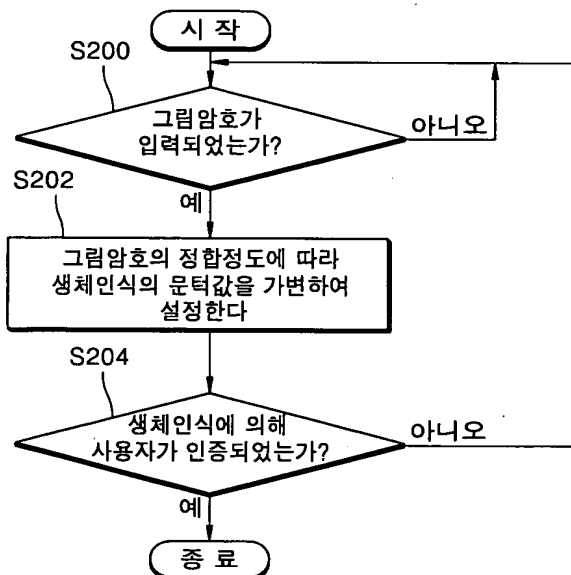 시 작
S200
그림암호가
입력되었는가?
아니오
예
S202
그림암호의 정합정도에 따라
생체인식의 문턱값을 가변하여
설정한다
S204
생체인식에 의해
사용자가 인증되었는가?
아니오
예
종 료